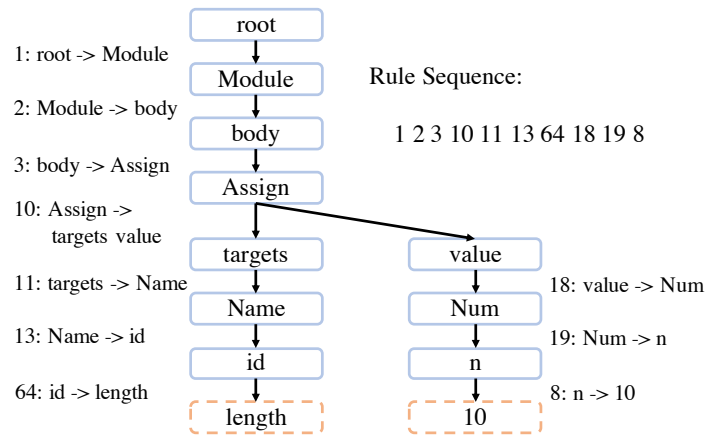 root
1: root -> Module
Module
Rule Sequence:
2: Module -> body
body
1 2 3 10 11 13 64 18 19 8
3: body -> Assign
Assign
10: Assign ->
targets value
targets
value
11: targets -> Name
18: value -> Num
Name
Num
13: Name -> id
19: Num -> n
id
n
64: id -> length
8: n -> 10
length
10